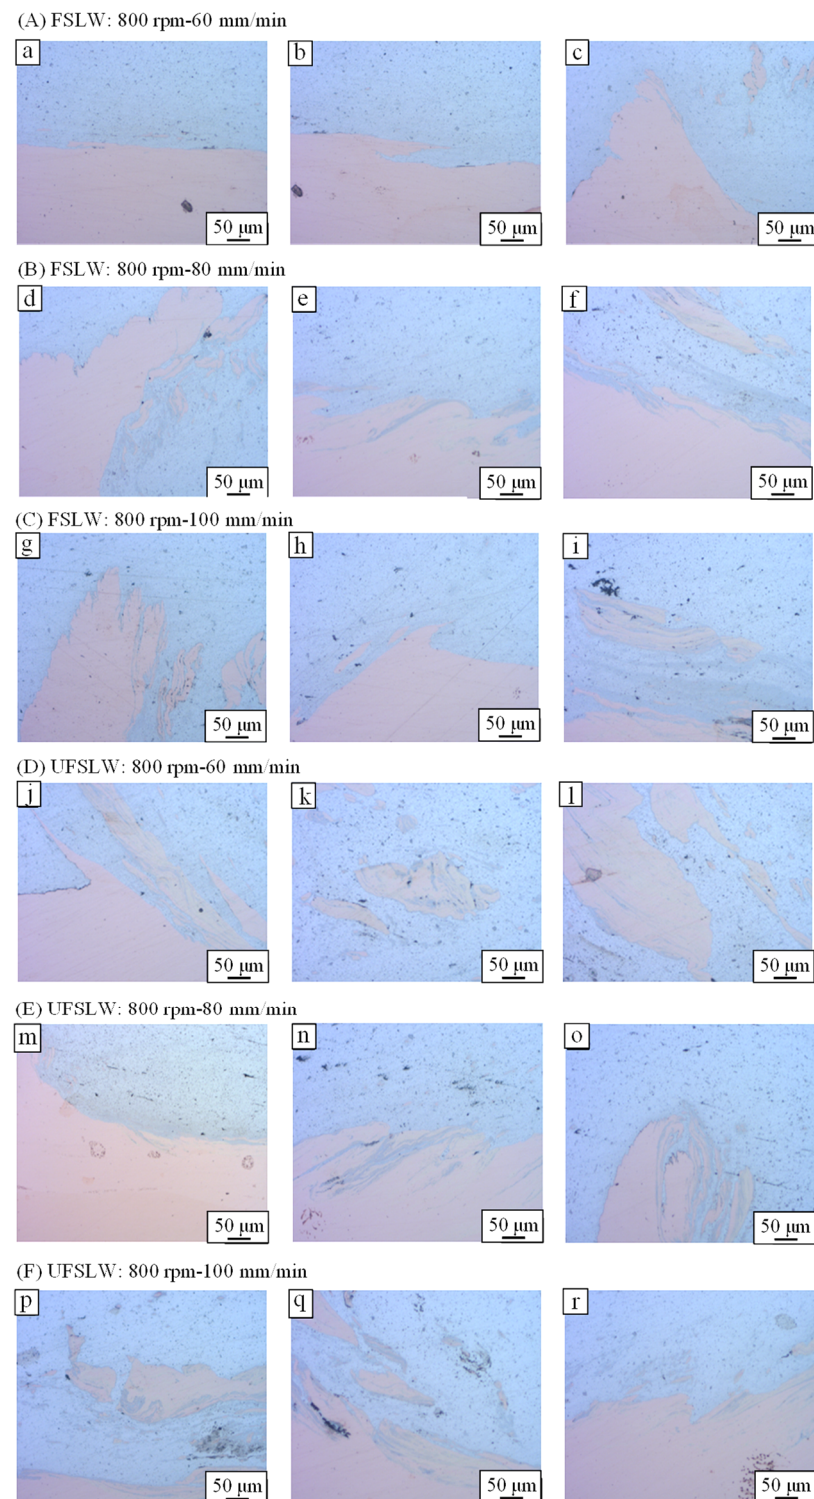 (A) FSLW: 800 rpm-60 mm/min
a b c
50 μm 50 μm 50 μm
(B) FSLW: 800 rpm-80 mm/min
d e f
50 μm 50 μm 50 μm
(C) FSLW: 800 rpm-100 mm/min
g h i
50 μm 50 μm 50 μm
(D) UFSLW: 800 rpm-60 mm/min
j k l
50 μm 50 μm 50 μm
(E) UFSLW: 800 rpm-80 mm/min
m n o
50 μm 50 μm 50 μm
(F) UFSLW: 800 rpm-100 mm/min
p q r
50 μm 50 μm 50 μm